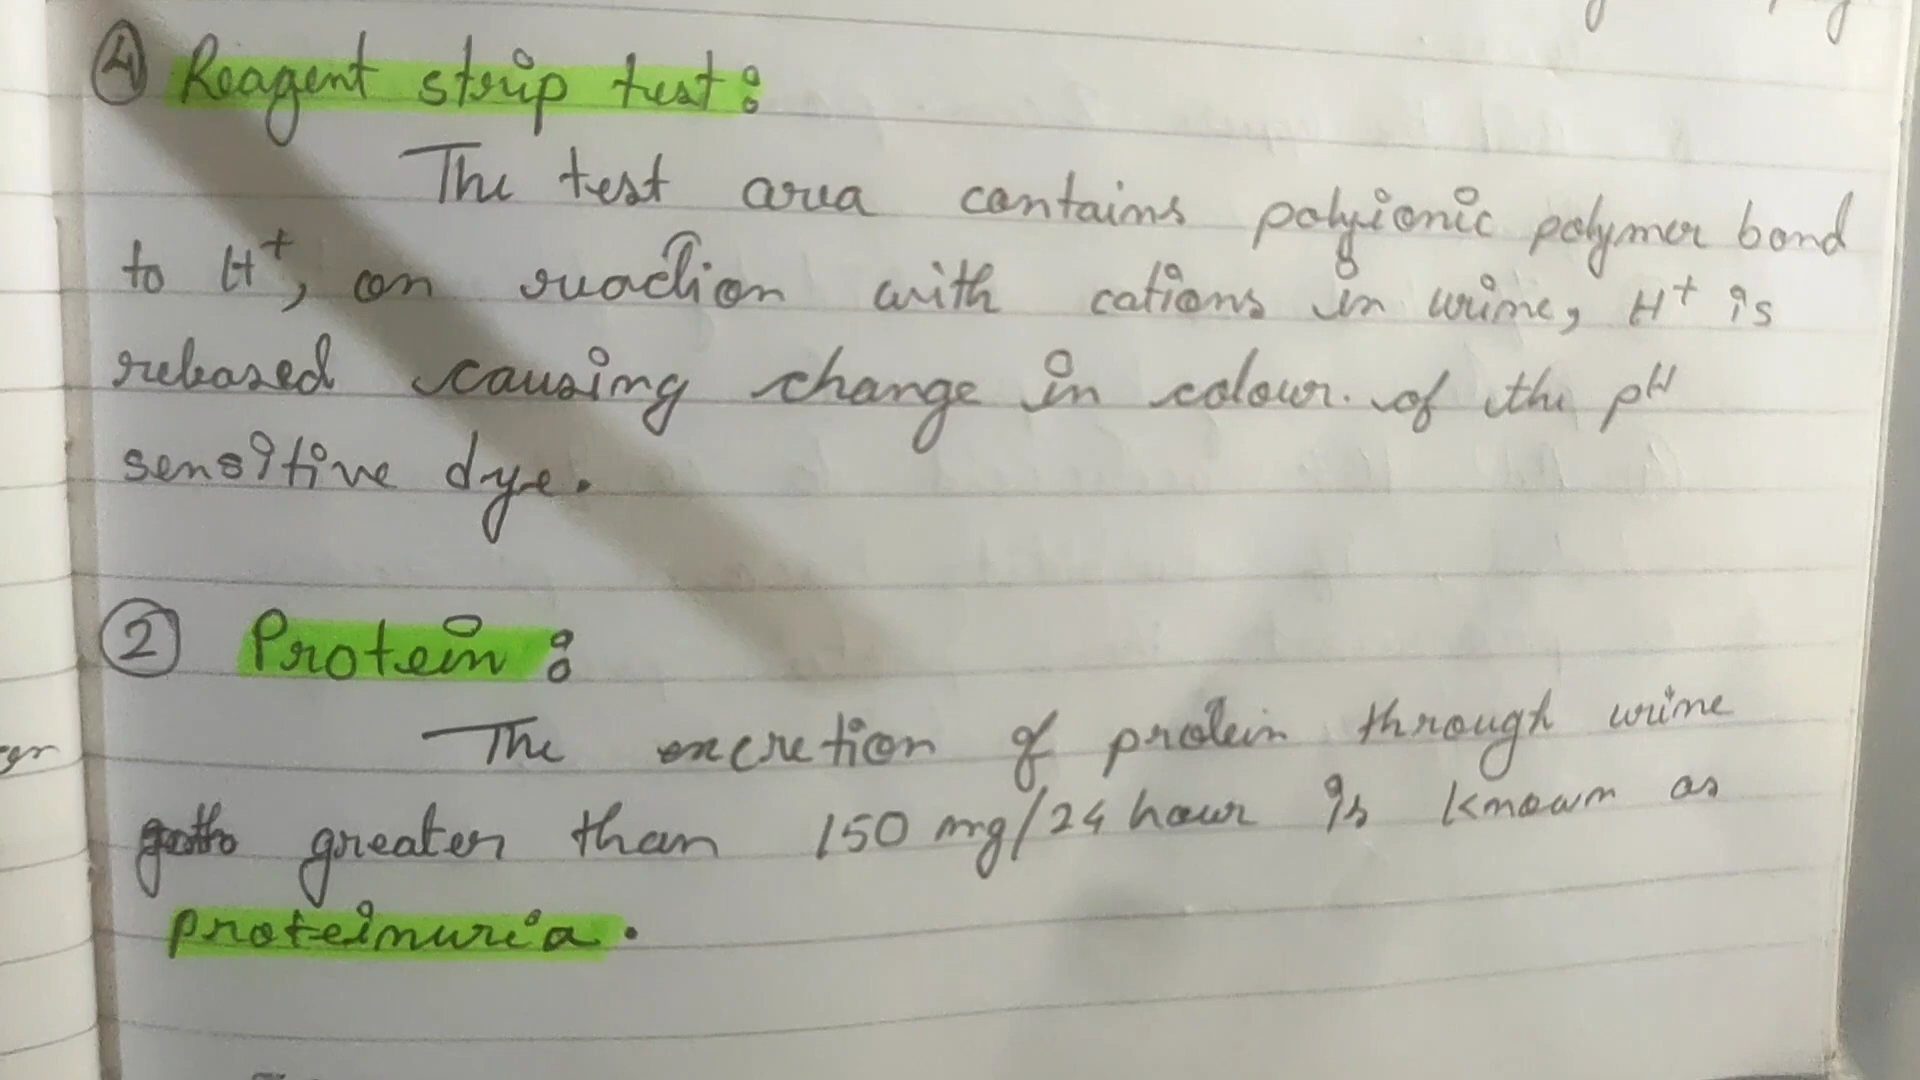 ④ Reagent strip test:
The test area contains polyionic polymer bond
to H⁺, on reaction with cations in urine, H⁺ is
released causing change in colour. of the pH
sensitive dye.
② Protein:
The excretion of protein through urine
greater than 150 mg/24 hour is known as
proteinuria.